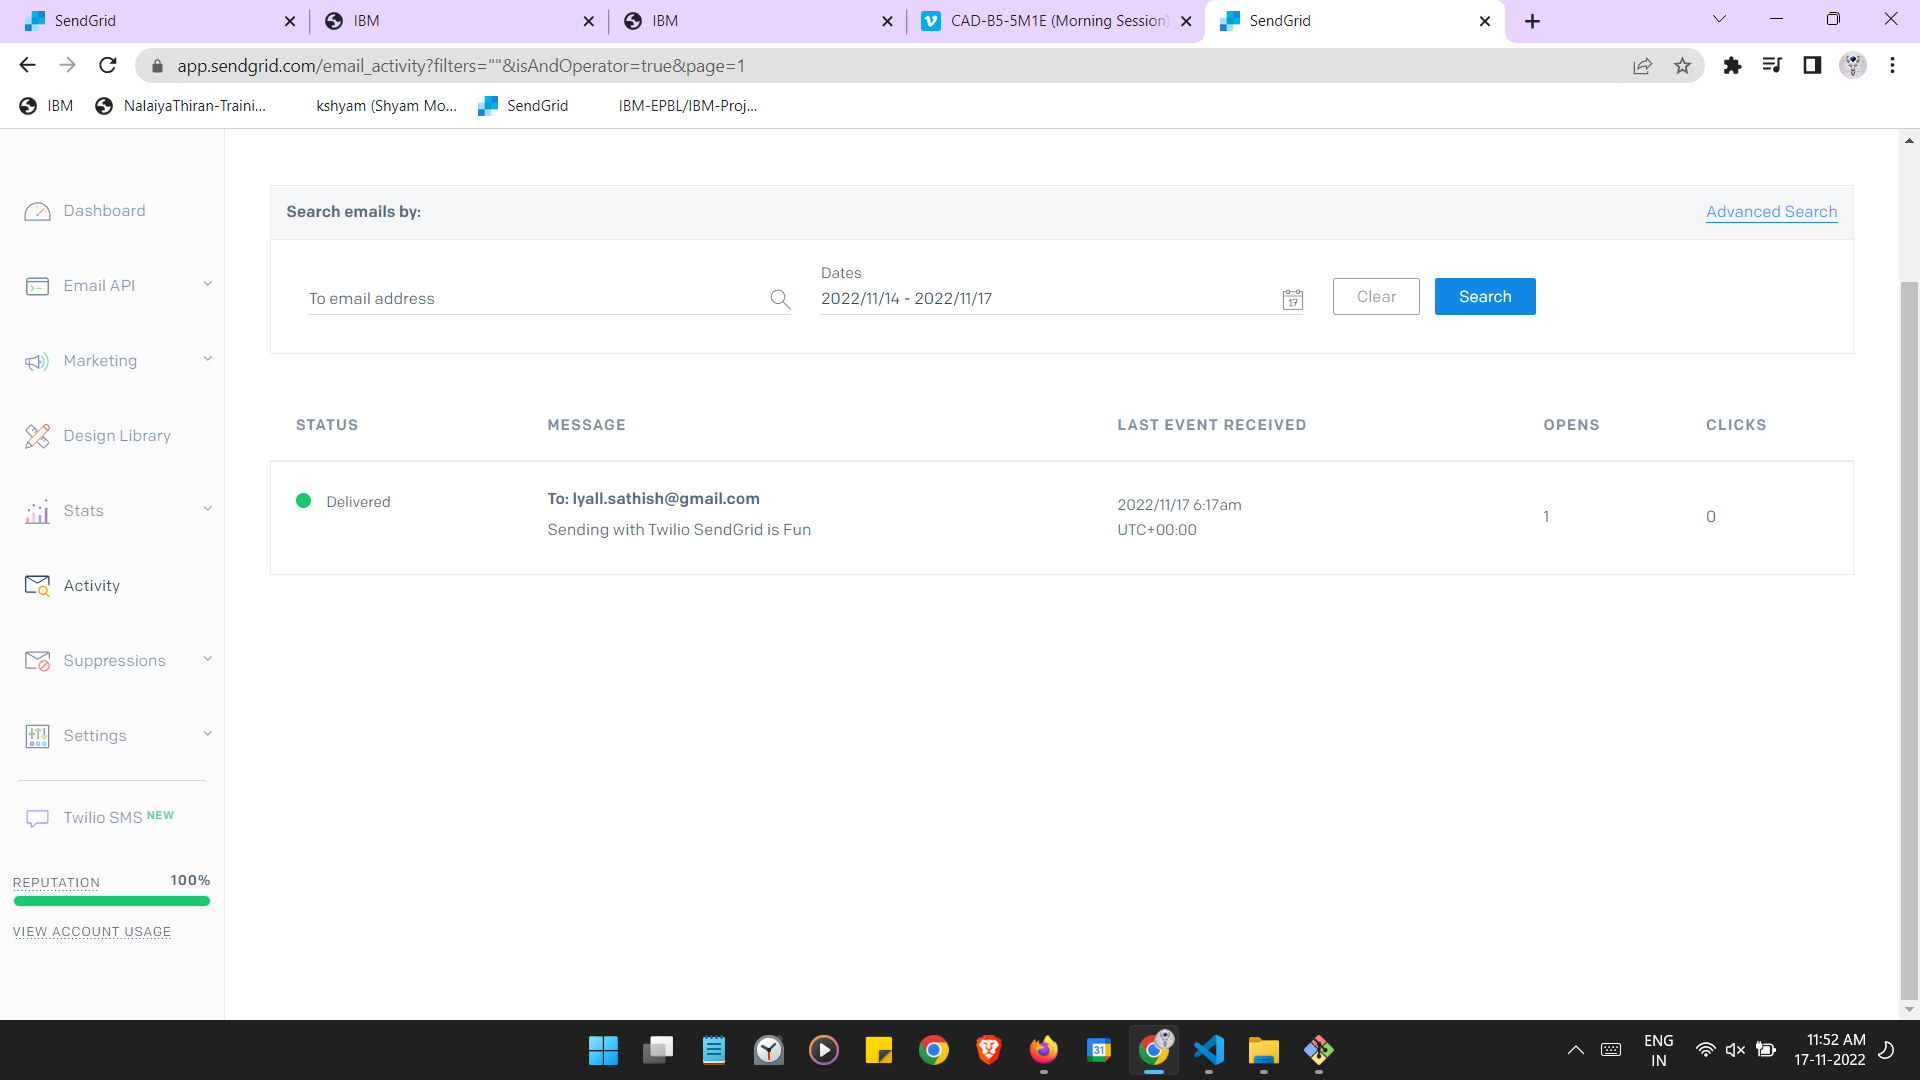 SendGrid
IBM
IBM
CAD-B5-5M1E (Morning Session)
SendGrid
app.sendgrid.com/email_activity?filters=""&isAndOperator=true&page=1
IBM
NalaiyaThiran-Traini...
kshyam (Shyam Mo...
SendGrid
IBM-EPBL/IBM-Proj...
Dashboard
Email API
Marketing
Design Library
Stats
Activity
Suppressions
Settings
Twilio SMS NEW
REPUTATION 100%
VIEW ACCOUNT USAGE
Search emails by:
Advanced Search
To email address
Dates
2022/11/14 - 2022/11/17
17
Clear
Search
STATUS MESSAGE LAST EVENT RECEIVED OPENS CLICKS
Delivered
To: lyall.sathish@gmail.com
Sending with Twilio SendGrid is Fun
2022/11/17 6:17am
UTC+00:00
1
0
31
ENG
IN
11:52 AM
17-11-2022